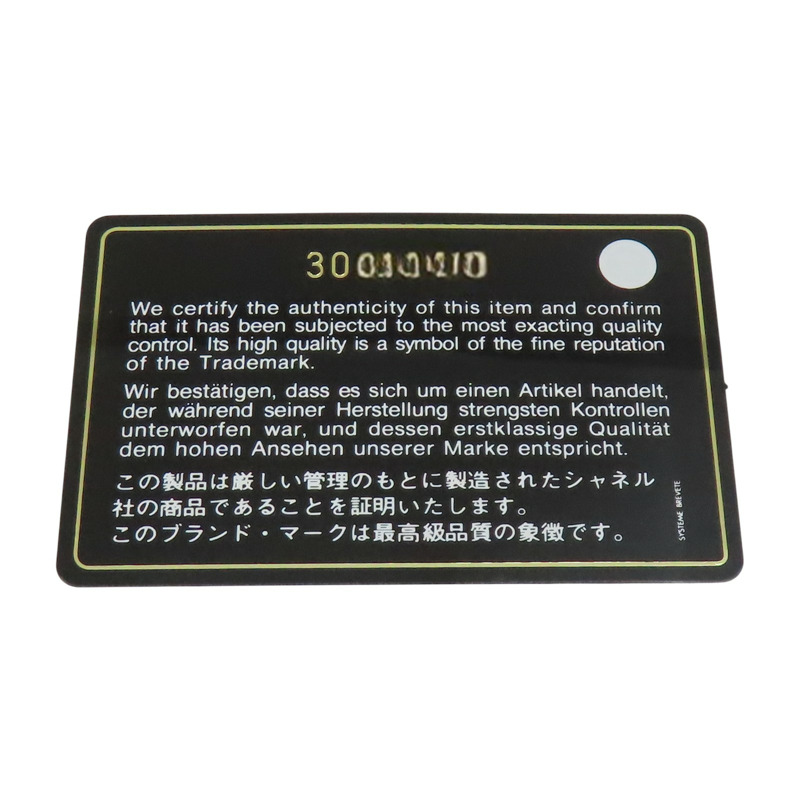 30
We certify the authenticity of this item and confirm
that it has been subjected to the most exacting quality
control. Its high quality is a symbol of the fine reputation
of the Trademark.
Wir bestätigen, dass es sich um einen Artikel handelt,
der während seiner Herstellung strengsten Kontrollen
unterworfen war, und dessen erstklassige Qualität
dem hohen Ansehen unserer Marke entspricht.
この製品は厳しい管理のもとに製造されたシャネル
社の商品であることを証明いたします。
このブランド・マークは最高級品質の象徴です。
SYSTEME BREVETE